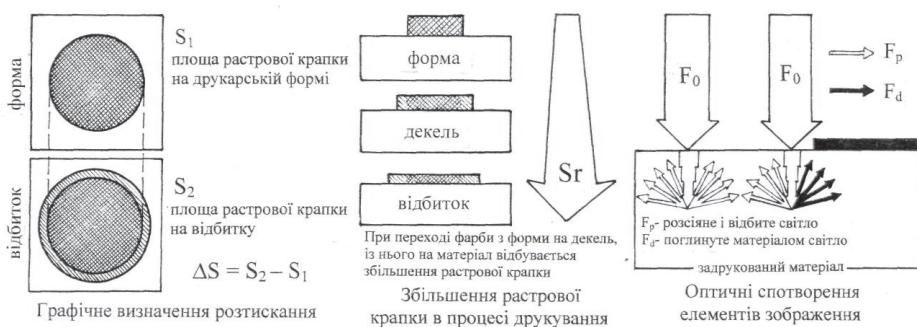 форма
S₁
площа растрової крапки
на друкарській формі
відбиток
S₂
площа растрової крапки
на відбитку
ΔS = S₂ – S₁
Графічне визначення розтискання
форма
декель
відбиток
Sr
При переході фарби з форми на декель,
із нього на матеріал відбувається
збільшення растрової крапки
Збільшення растрової
крапки в процесі друкування
F₀
F₀
Fₚ
F_d
Fₚ- розсіяне і відбите світло
F_d- поглинуте матеріалом світло
задрукований матеріал
Оптичні спотворення
елементів зображення